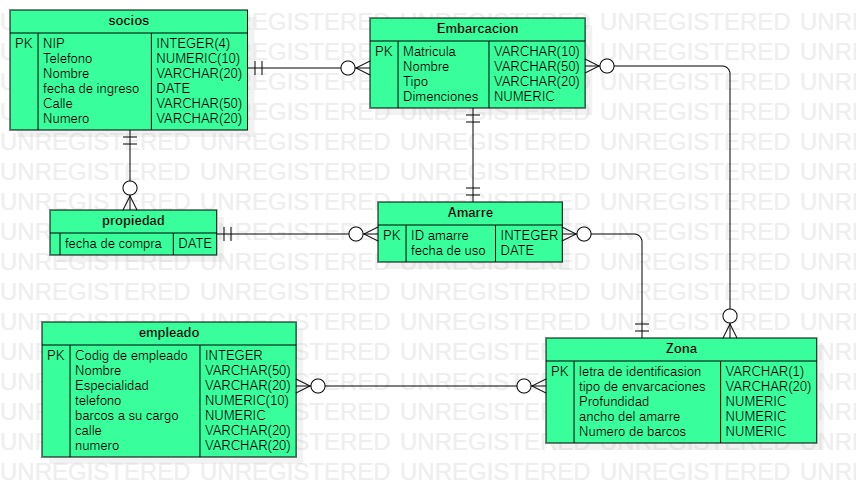 socios
PK NIP INTEGER(4)
Telefono NUMERIC(10)
Nombre VARCHAR(20)
fecha de ingreso DATE
Calle VARCHAR(50)
Numero VARCHAR(20)
Embarcacion
PK Matricula VARCHAR(10)
Nombre VARCHAR(50)
Tipo VARCHAR(20)
Dimenciones NUMERIC
propiedad
fecha de compra DATE
Amarre
PK ID amarre INTEGER
fecha de uso DATE
empleado
PK Codig de empleado INTEGER
Nombre VARCHAR(50)
Especialidad VARCHAR(20)
telefono NUMERIC(10)
barcos a su cargo NUMERIC
calle VARCHAR(20)
numero VARCHAR(20)
Zona
PK letra de identificasion VARCHAR(1)
tipo de envarcaciones VARCHAR(20)
Profundidad NUMERIC
ancho del amarre NUMERIC
Numero de barcos NUMERIC
UNREGISTERED